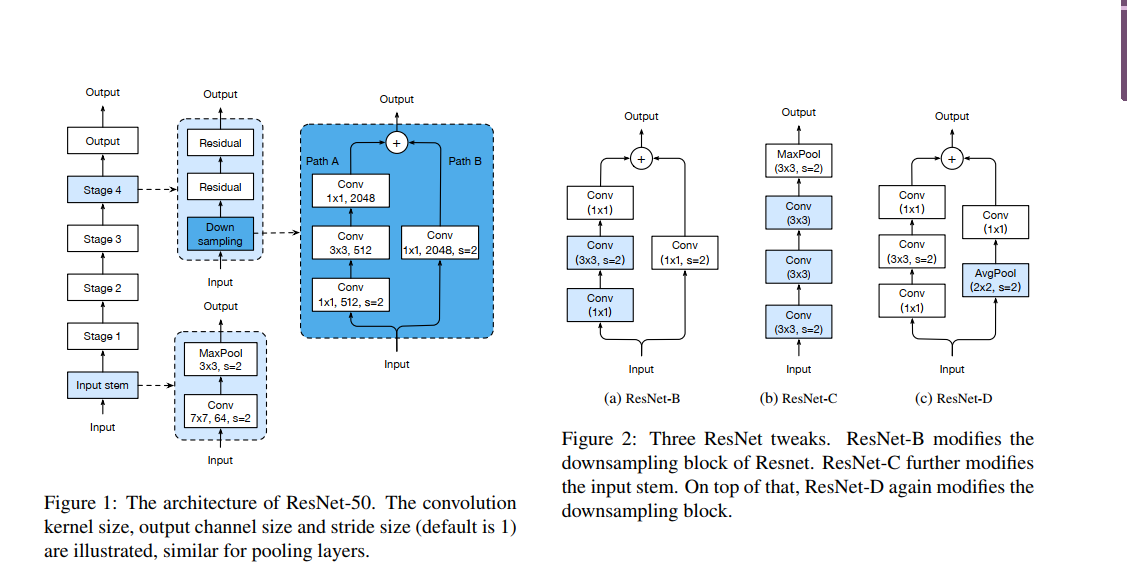 Output
Output
Stage 4
Stage 3
Stage 2
Stage 1
Input stem
Input
Output
Residual
Residual
Down
sampling
Input
Output
MaxPool
3x3, s=2
Conv
7x7, 64, s=2
Input
Output
+
Path A
Path B
Conv
1x1, 2048
Conv
3x3, 512
Conv
1x1, 512, s=2
Conv
1x1, 2048, s=2
Input
Figure 1: The architecture of ResNet-50. The convolution
kernel size, output channel size and stride size (default is 1)
are illustrated, similar for pooling layers.
Output
+
Conv
(1x1)
Conv
(3x3, s=2)
Conv
(1x1)
Conv
(1x1, s=2)
Input
(a) ResNet-B
Output
MaxPool
(3x3, s=2)
Conv
(3x3)
Conv
(3x3)
Conv
(3x3, s=2)
Input
(b) ResNet-C
Output
+
Conv
(1x1)
Conv
(3x3, s=2)
Conv
(1x1)
Conv
(1x1)
AvgPool
(2x2, s=2)
Input
(c) ResNet-D
Figure 2: Three ResNet tweaks. ResNet-B modifies the
downsampling block of Resnet. ResNet-C further modifies
the input stem. On top of that, ResNet-D again modifies the
downsampling block.